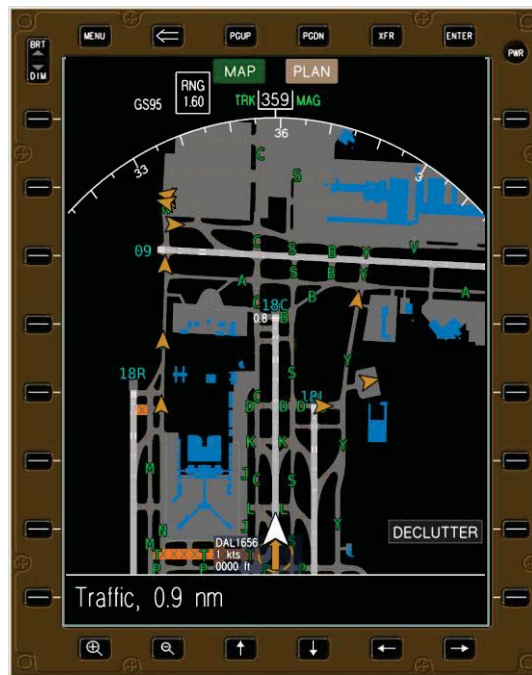 MENU
PGUP
PGDN
XFR
ENTER
BRT
DIM
PWR
MAP PLAN
GS95
RNG
1.60
TRK 359 MAG
36
33
3
C
S
N
09
C S B Y V
S B Y
A
B
A
C 18C
0.8 B
18R
S
Y
C
18L
D D D
K K
Y
M
J C S
L L
J
N
Y
M
DAL1656
1 kts
0000 ft
S
X X X X
T T T
P P P
DECLUTTER
Traffic, 0.9 nm